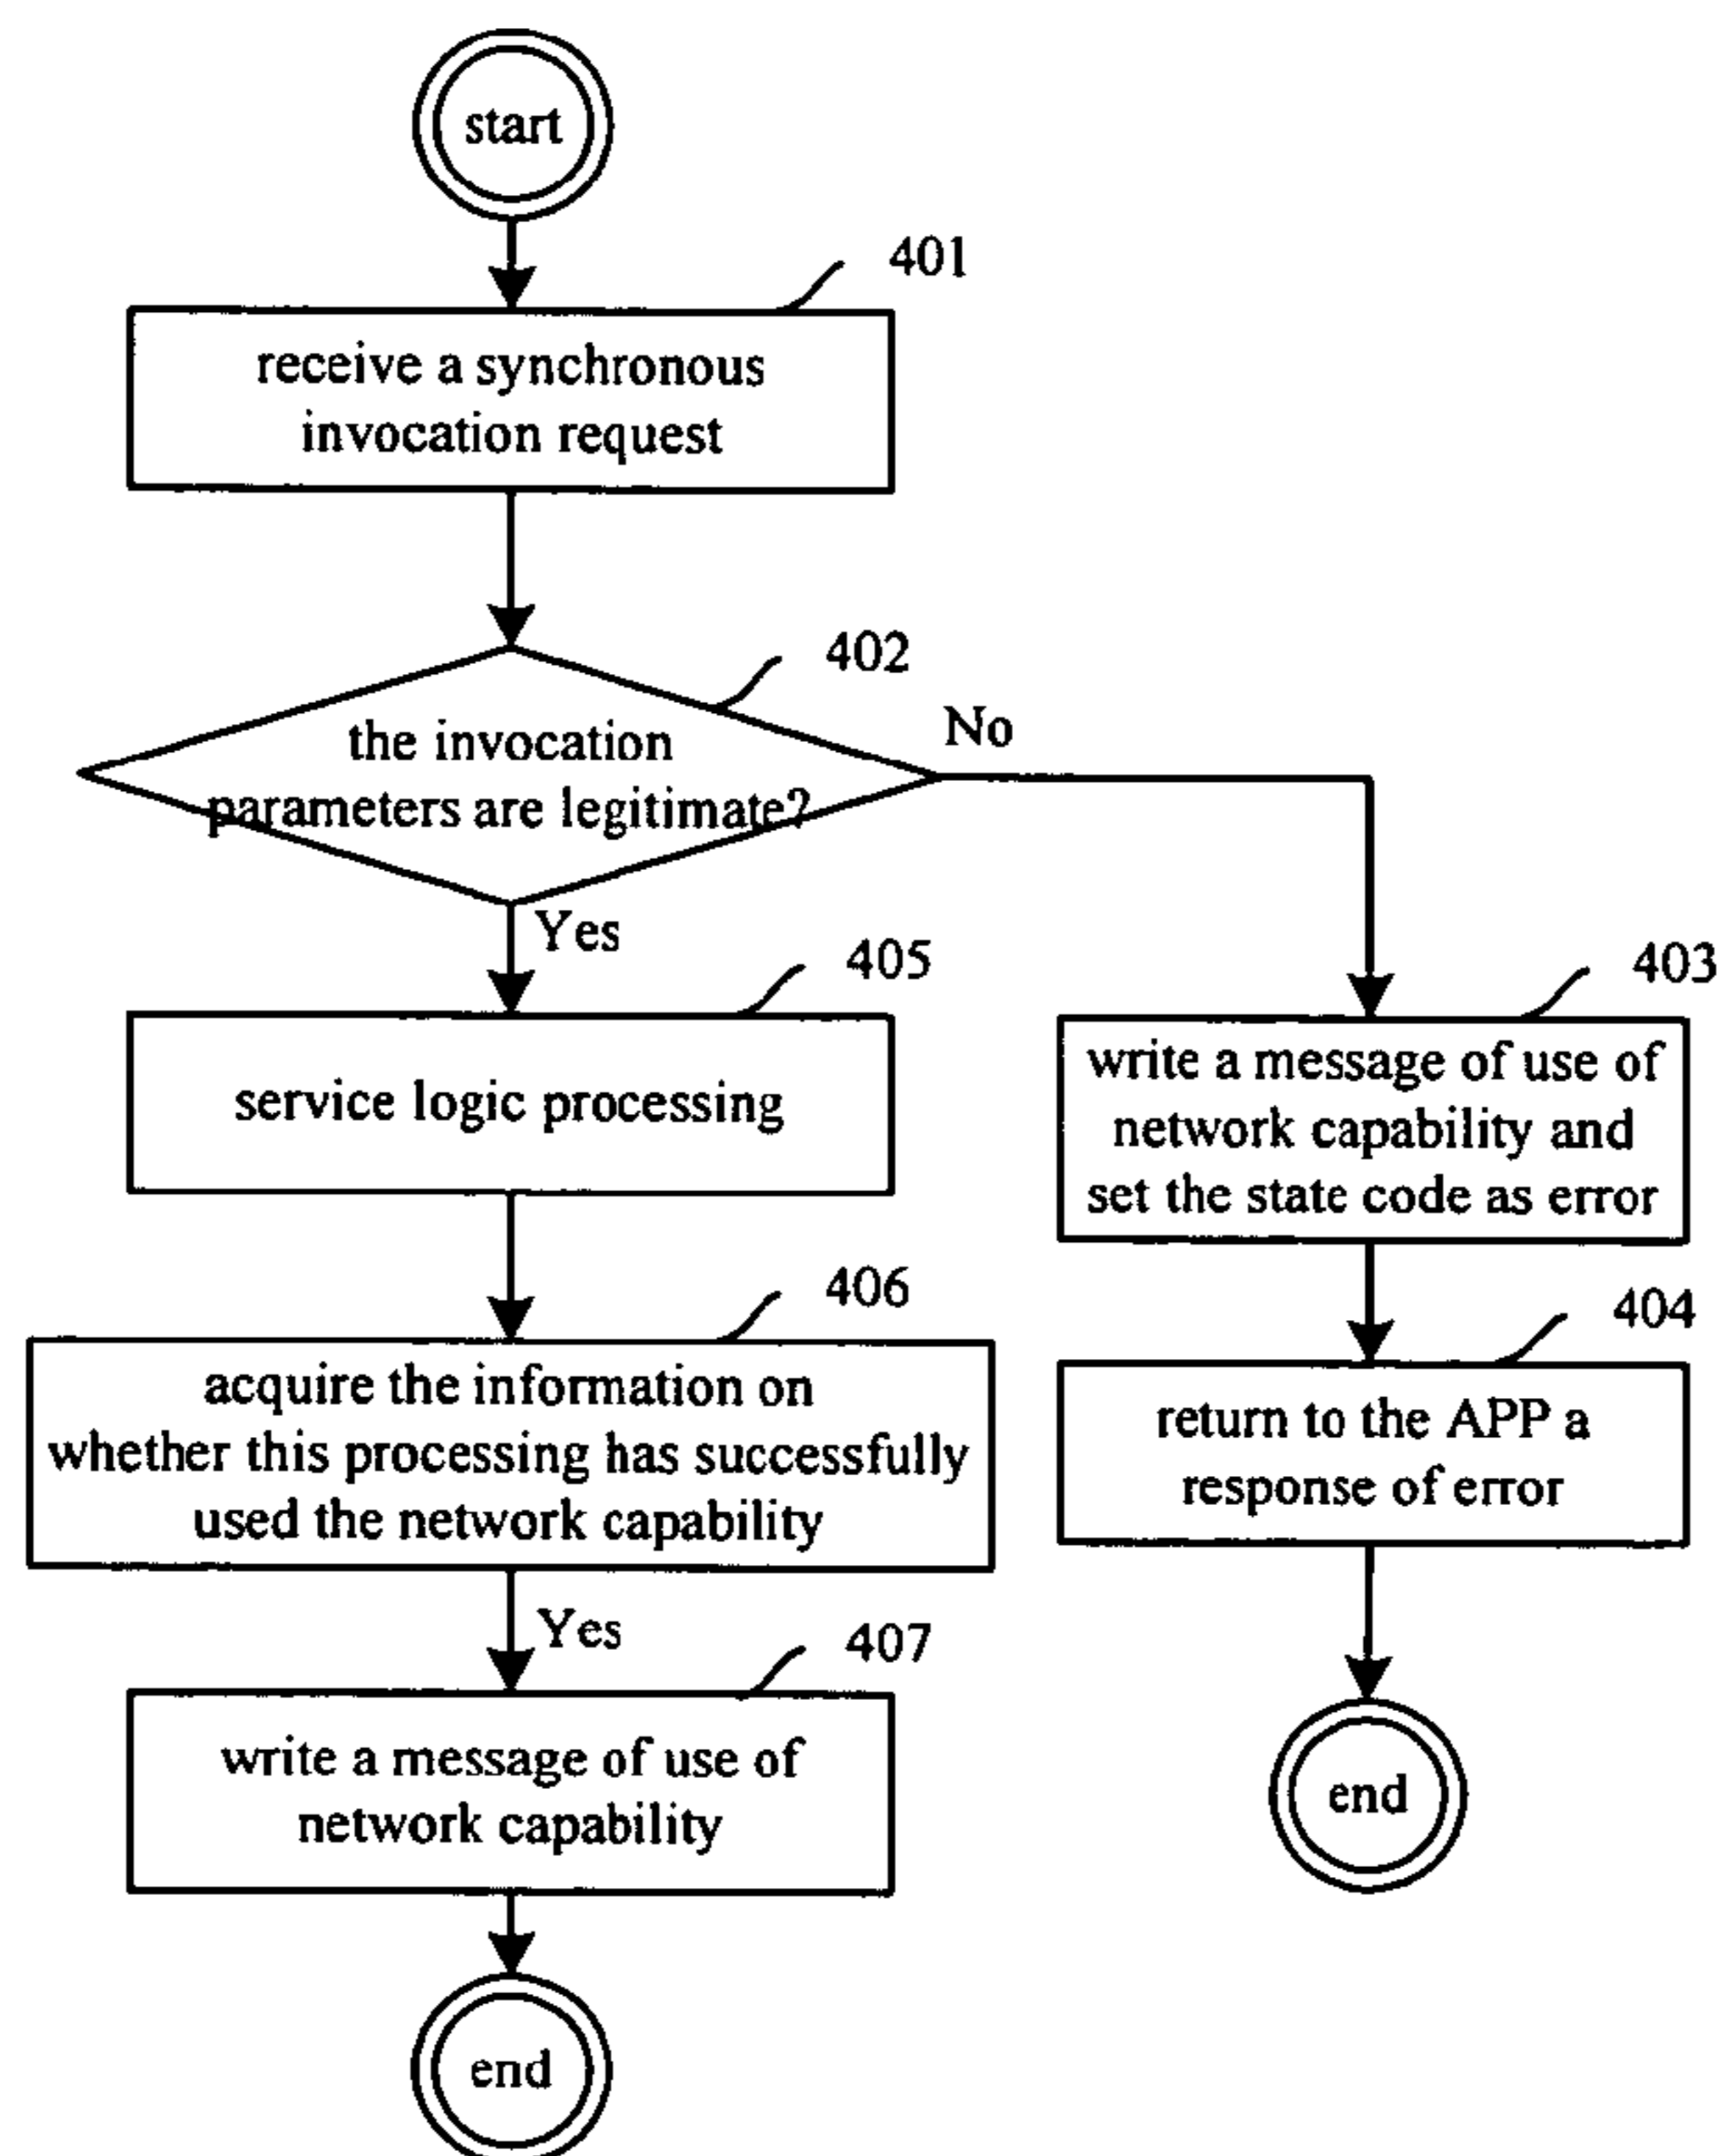 start
401
receive a synchronous
invocation request
402
the invocation
parameters are legitimate?
No
Yes
405
service logic processing
403
write a message of use of
network capability and
set the state code as error
406
acquire the information on
whether this processing has successfully
used the network capability
404
return to the APP a
response of error
Yes
407
write a message of use of
network capability
end
end